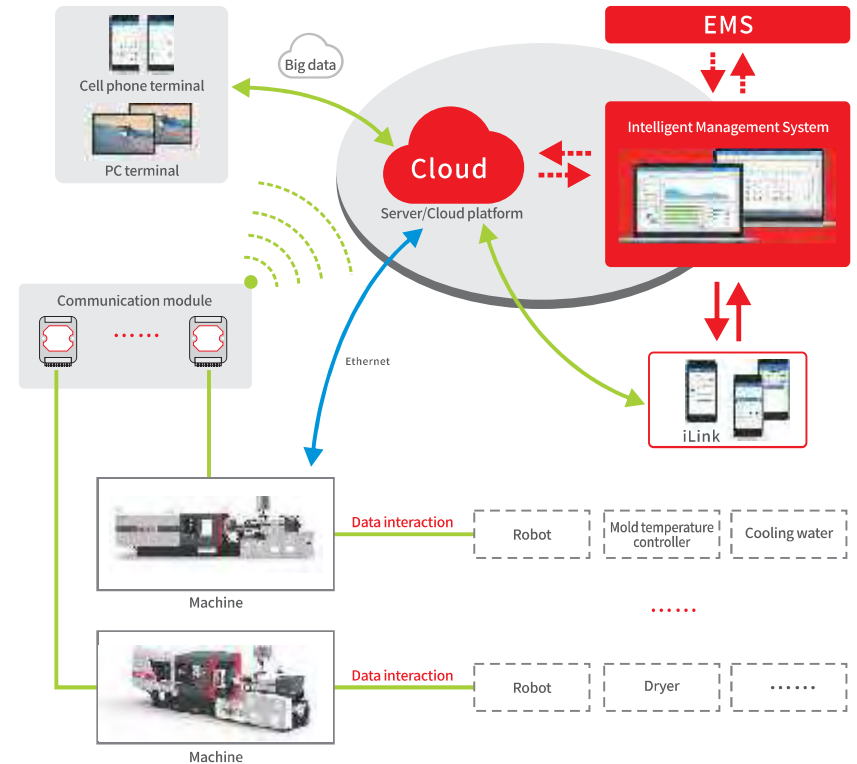 EMS
Big data
Cell phone terminal
PC terminal
Intelligent Management System
Cloud
Server/Cloud platform
Communication module
......
Ethernet
iLink
Data interaction
Robot
Mold temperature
controller
Cooling water
Machine
......
Data interaction
Robot
Dryer
......
Machine